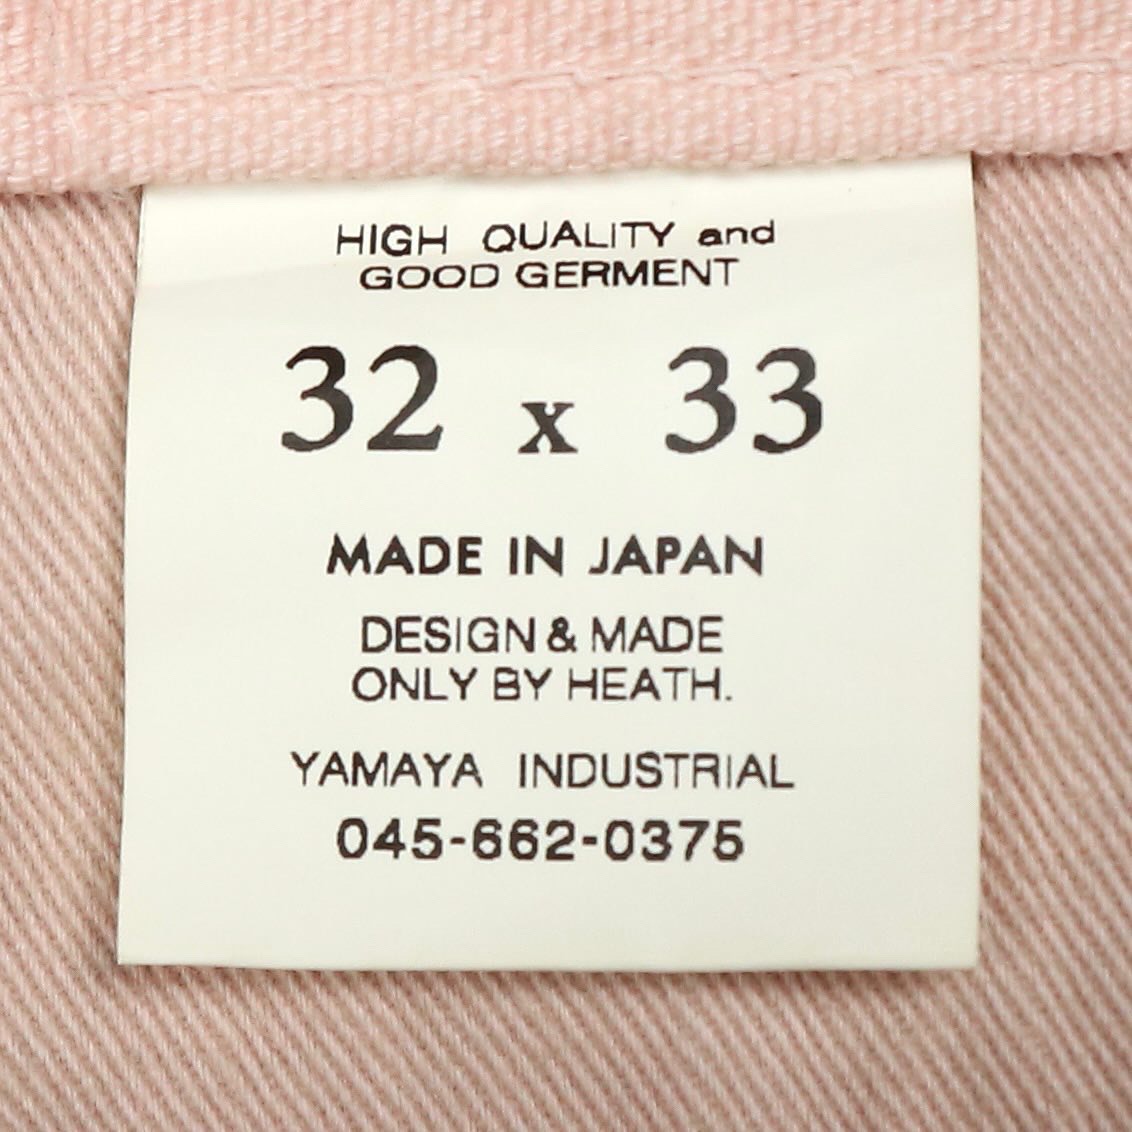 HIGH QUALITY and
GOOD GERMENT
32 x 33
MADE IN JAPAN
DESIGN & MADE
ONLY BY HEATH.
YAMAYA INDUSTRIAL
045-662-0375